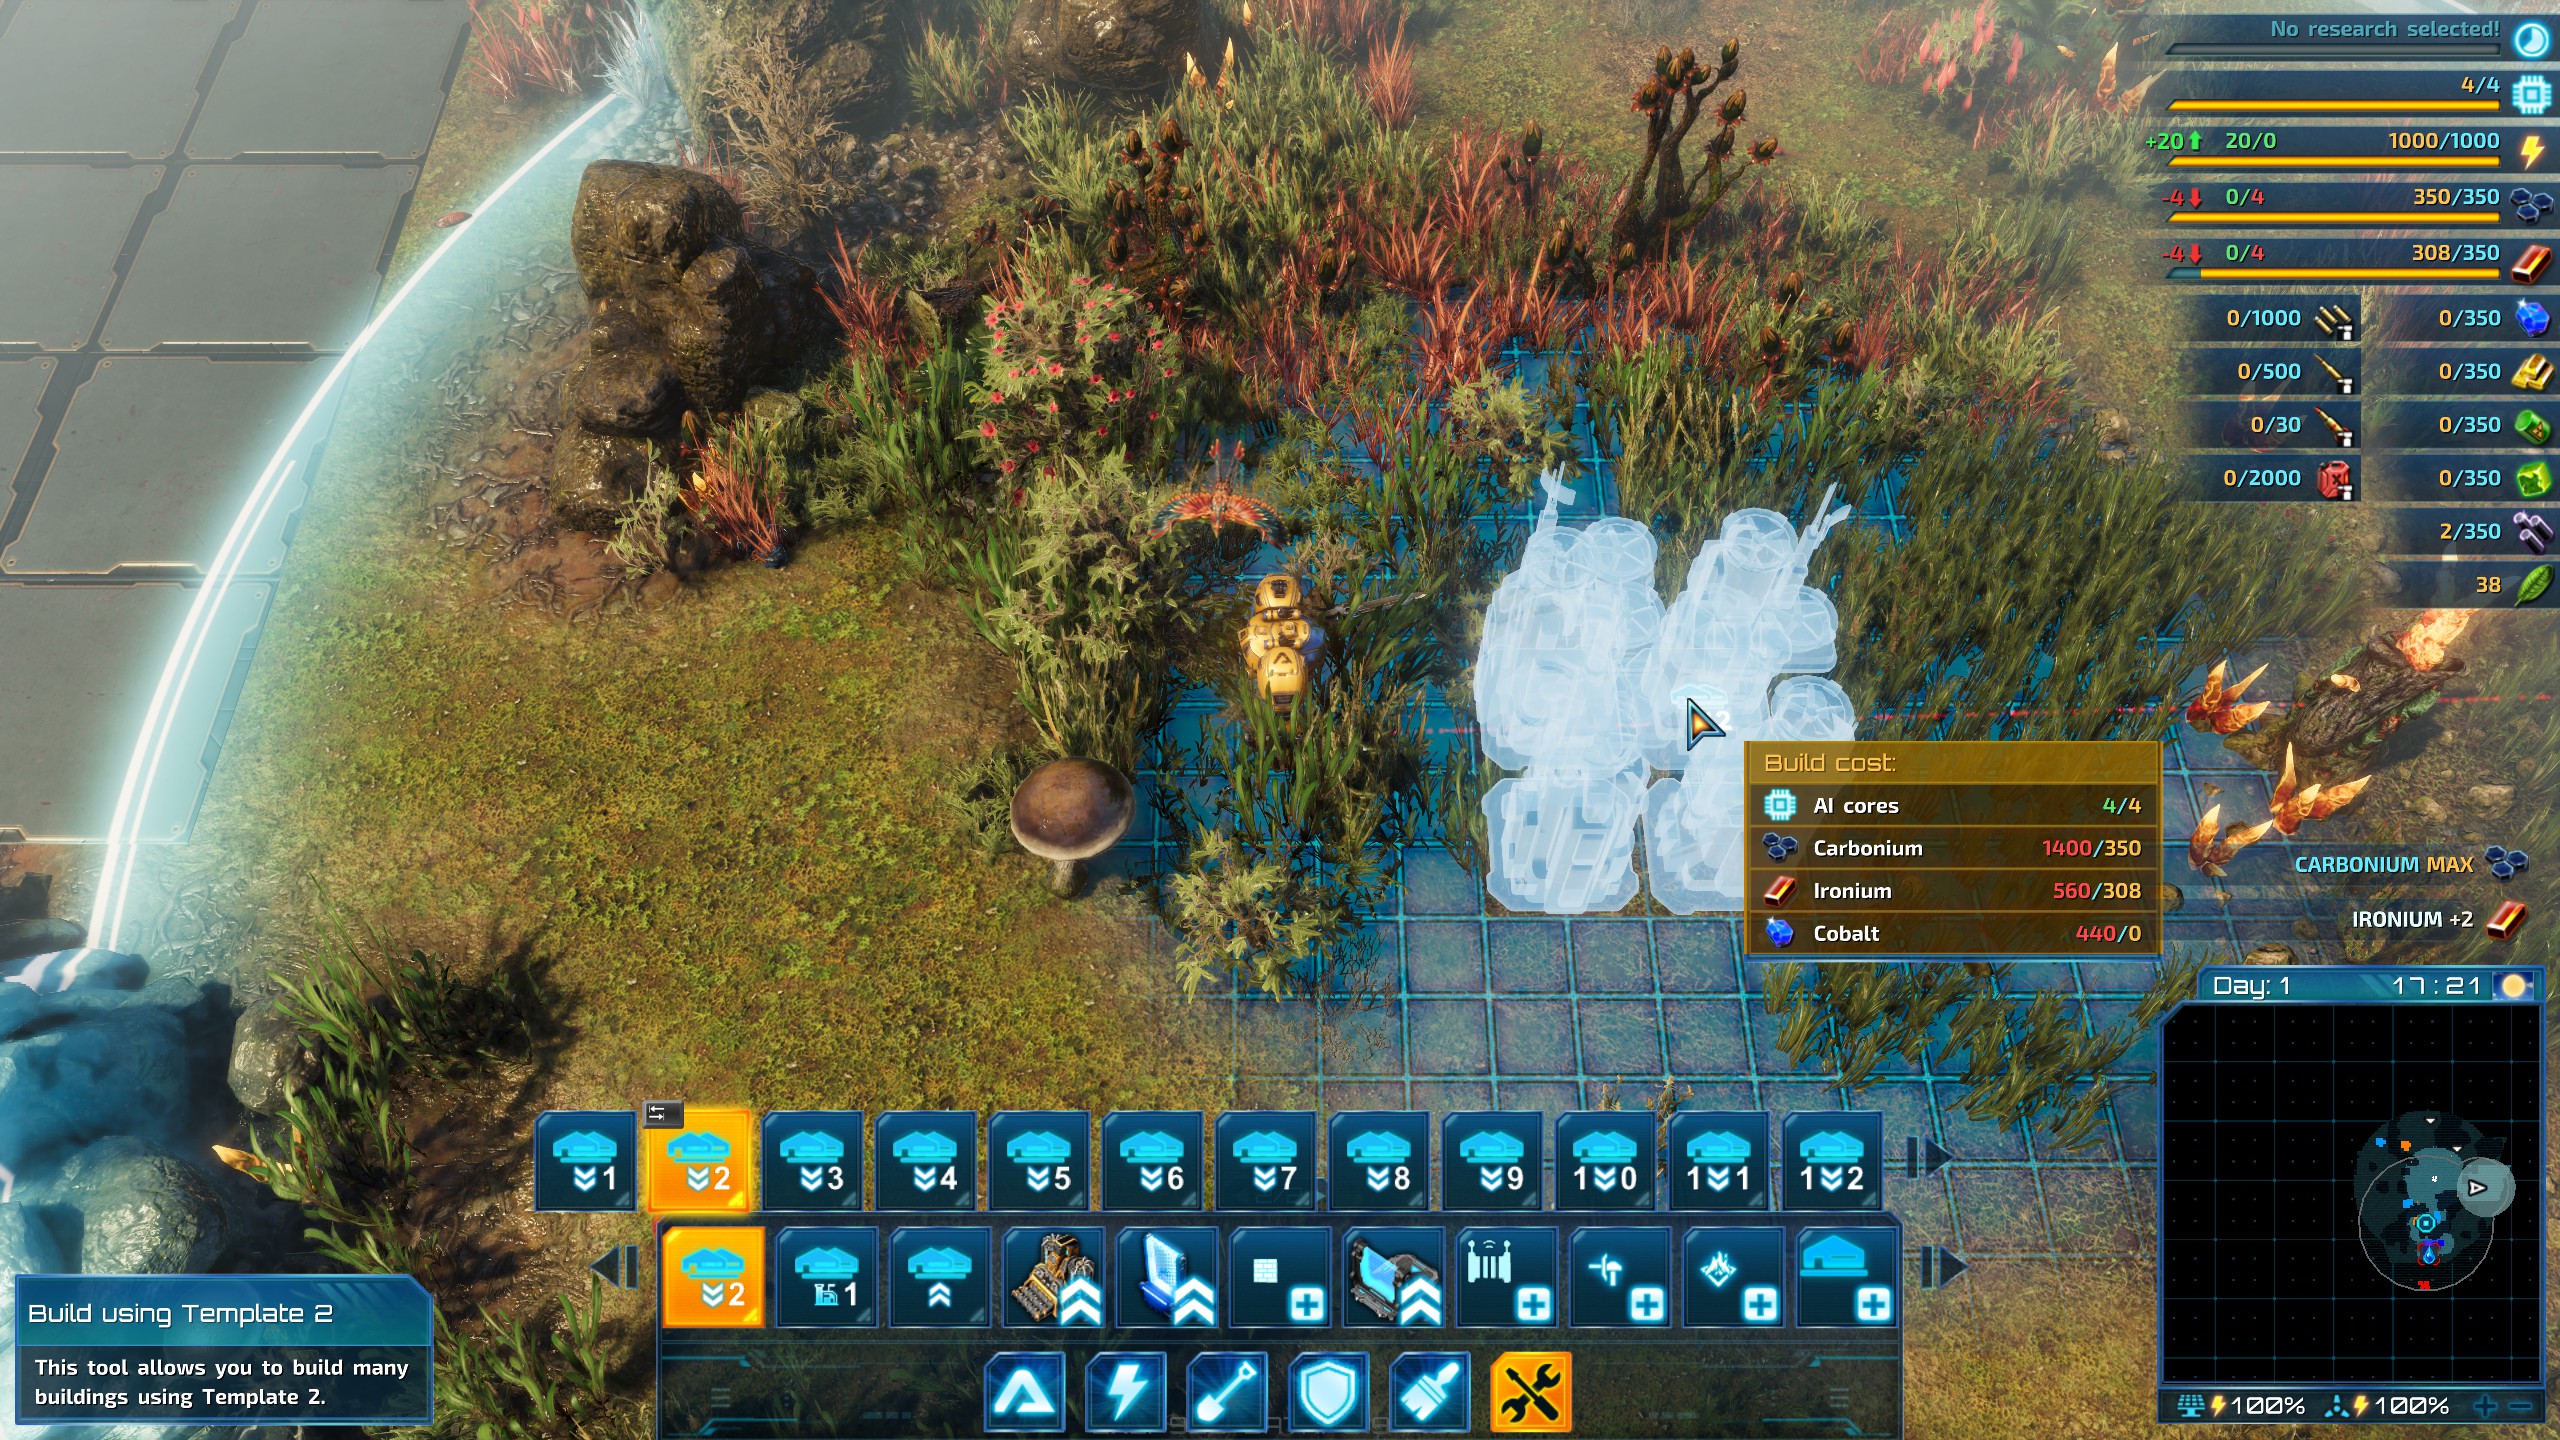 No research selected!
4/4
+20 20/0 1000/1000
-4 0/4 350/350
-4 0/4 308/350
0/1000 0/350
0/500 0/350
0/30 0/350
0/2000 0/350
2/350
38
Build cost:
AI cores 4/4
Carbonium 1400/350
Ironium 560/308
Cobalt 440/0
CARBONIUM MAX
IRONIUM +2
Day: 1 17:21
1 2 3 4 5 6 7 8 9 10 11 12
2 1
Build using Template 2
This tool allows you to build many
buildings using Template 2.
100% 100%